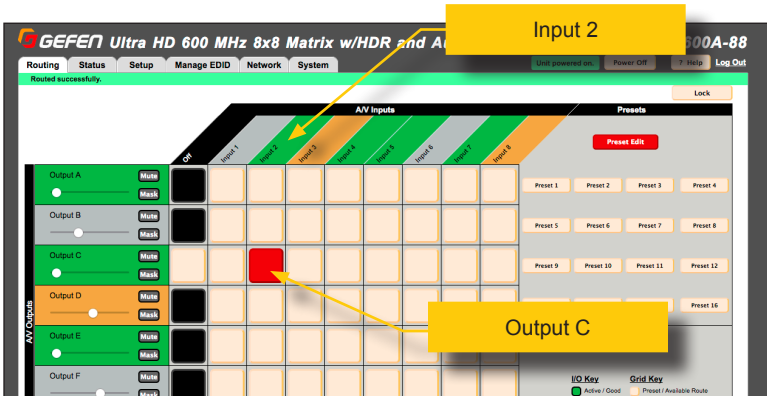 Input 2
GEFEN Ultra HD 600 MHz 8x8 Matrix w/HDR and Au
600A-88
Routing Status Setup Manage EDID Network System
Unit powered on. Power Off ? Help Log Out
Routed successfully.
Lock
A/V Inputs
Presets
Preset Edit
Off Input 1 Input 2 Input 3 Input 4 Input 5 Input 6 Input 7 Input 8
A/V Outputs
Output A Mute
Mask
Preset 1 Preset 2 Preset 3 Preset 4
Output B Mute
Mask
Preset 5 Preset 6 Preset 7 Preset 8
Output C Mute
Mask
Preset 9 Preset 10 Preset 11 Preset 12
Output D Mute
Mask
Preset 16
Output C
Output E Mute
Mask
Output F Mute
Mask
I/O Key Grid Key
Active / Good Preset / Available Route